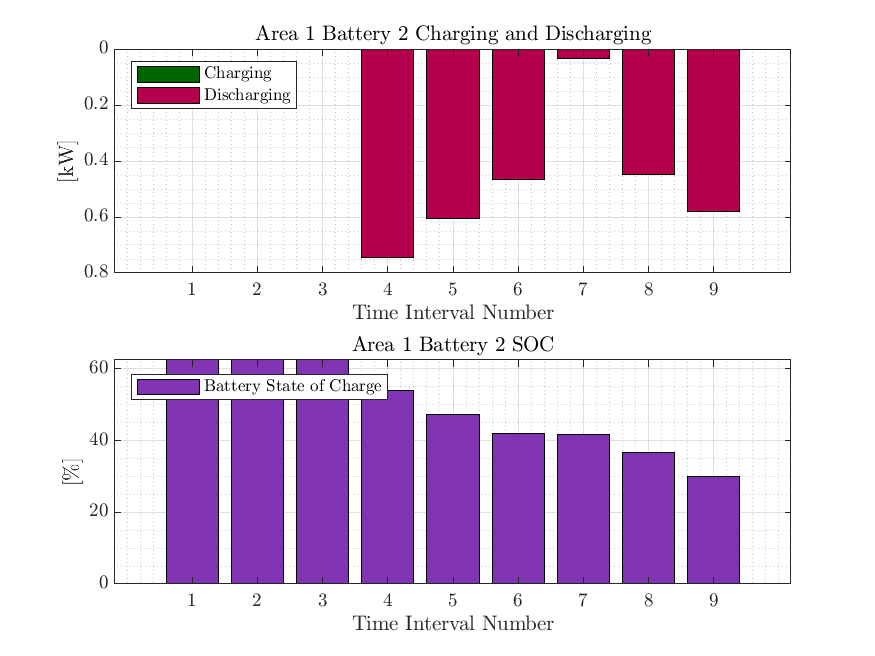 Area 1 Battery 2 Charging and Discharging
0
0.2
0.4
0.6
0.8
[kW]
Charging
Discharging
1 2 3 4 5 6 7 8 9
Time Interval Number
Area 1 Battery 2 SOC
60
40
20
0
[%]
Battery State of Charge
1 2 3 4 5 6 7 8 9
Time Interval Number